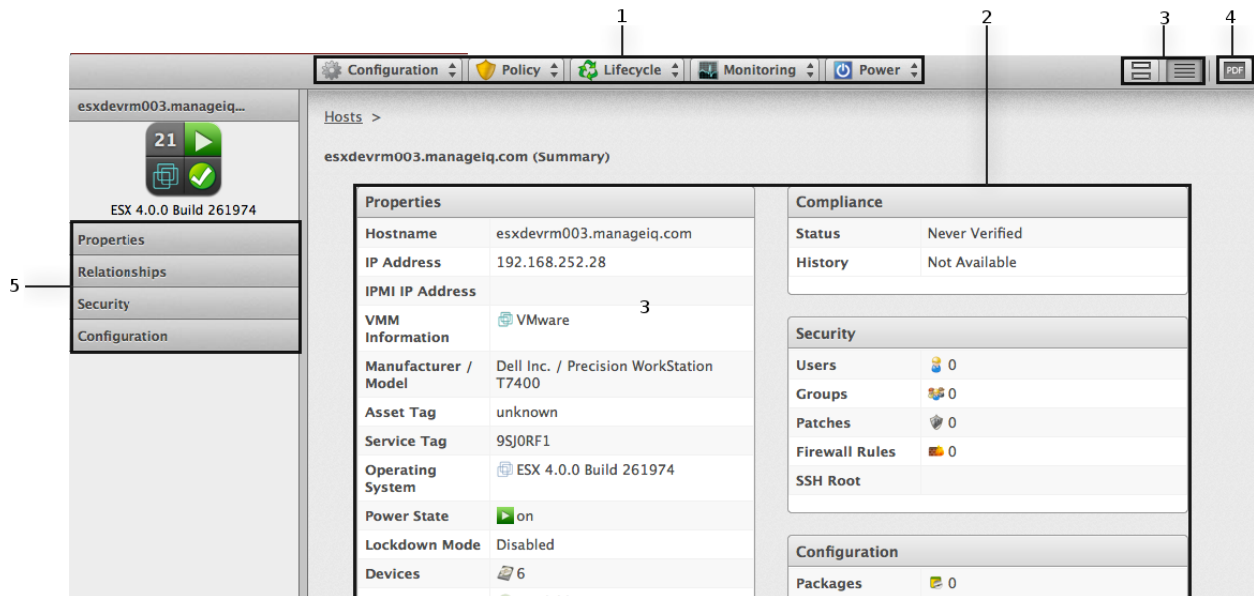 1
2
3
4
Configuration Policy Lifecycle Monitoring Power
PDF
esxdevrm003.manageiq...
21
ESX 4.0.0 Build 261974
5
Properties
Relationships
Security
Configuration
Hosts >
esxdevrm003.manageiq.com (Summary)
Properties
Hostname esxdevrm003.manageiq.com
IP Address 192.168.252.28
IPMI IP Address
3
VMM Information VMware
Manufacturer / Model Dell Inc. / Precision WorkStation T7400
Asset Tag unknown
Service Tag 9SJ0RF1
Operating System ESX 4.0.0 Build 261974
Power State on
Lockdown Mode Disabled
Devices 6
Compliance
Status Never Verified
History Not Available
Security
Users 0
Groups 0
Patches 0
Firewall Rules 0
SSH Root
Configuration
Packages 0